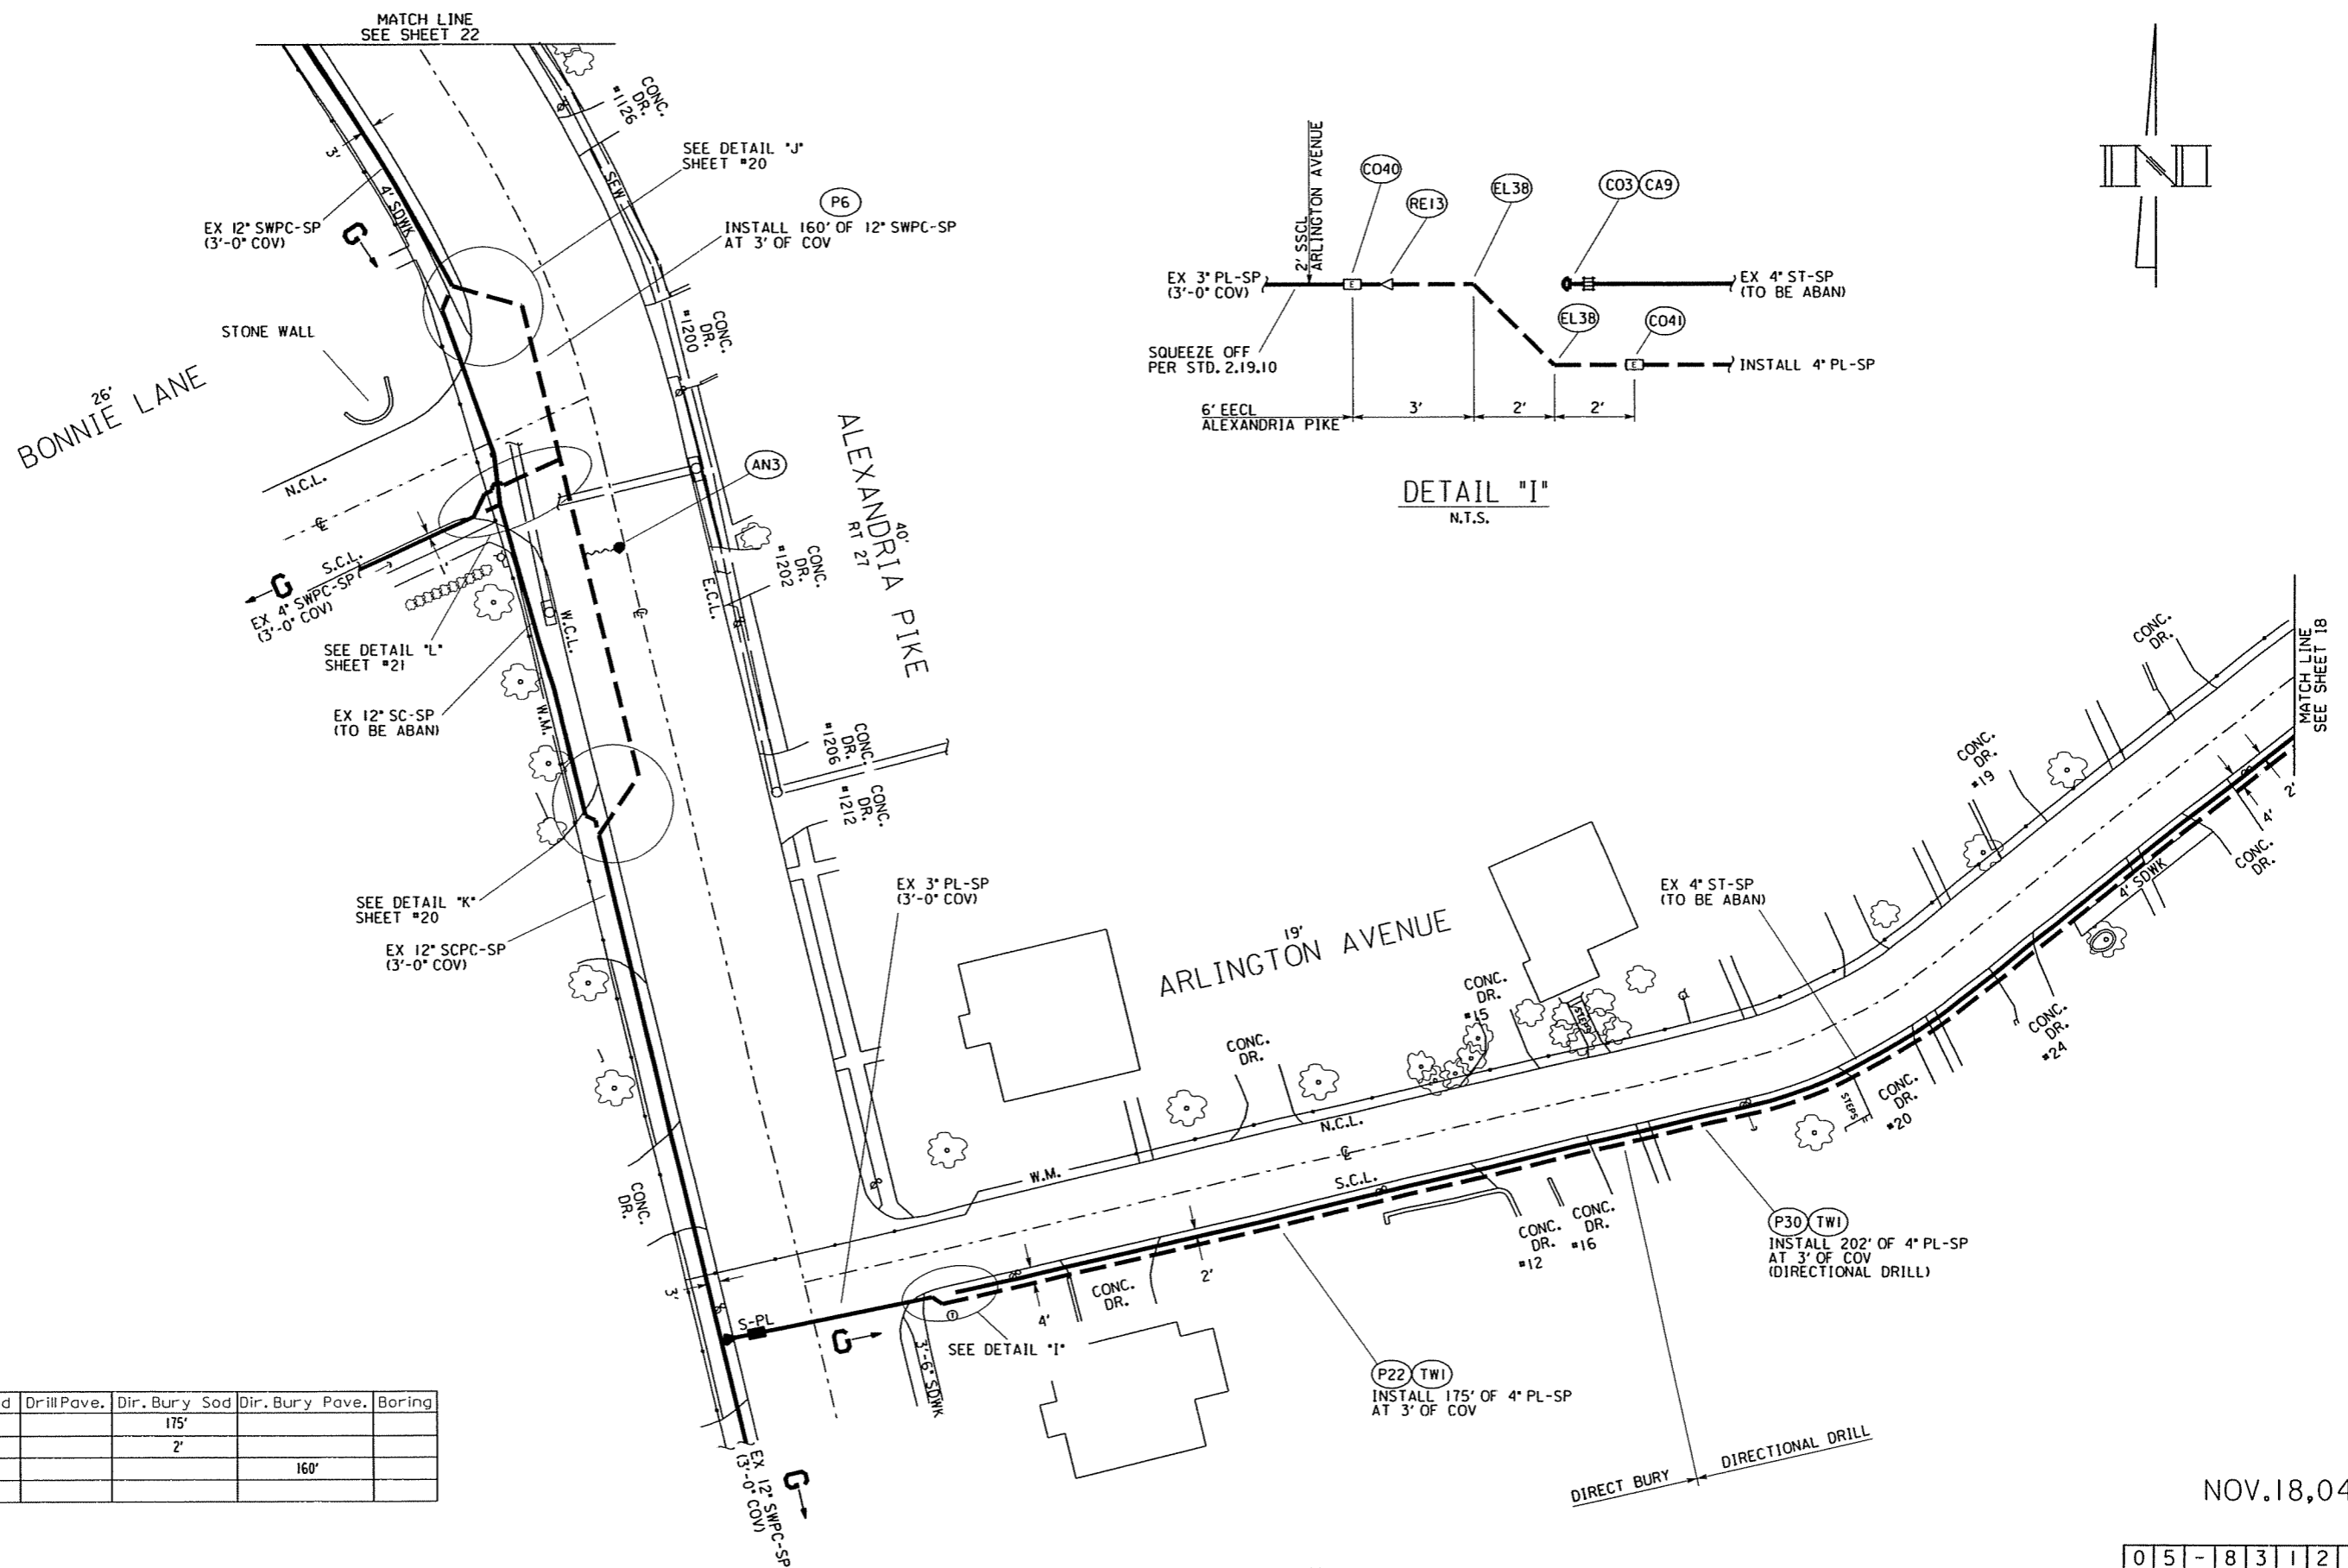 MATCH LINE
SEE SHEET 22
CONC.
DR.
#1126
3'
4' SDWK
SEW
SEE DETAIL "J"
SHEET #20
EX 12" SWPC-SP
(3'-0" COV)
G
P6
INSTALL 160' OF 12" SWPC-SP
AT 3' OF COV
STONE WALL
CONC.
DR.
#1200
26'
BONNIE LANE
N.C.L.
℄
S.C.L.
G
EX 4" SWPC-SP
(3'-0" COV)
AN3
ALEXANDRIA PIKE
40'
RT 27
CONC.
DR.
#1202
E.C.L.
℄
W.C.L.
SEE DETAIL "L"
SHEET #21
EX 12" SC-SP
(TO BE ABAN)
W.M.
CONC.
DR.
#1206
CONC.
DR.
#1212
SEE DETAIL "K"
SHEET #20
EX 12" SCPC-SP
(3'-0" COV)
2' SSCL
ARLINGTON AVENUE
CO40
RE13
EL38
CO3
CA9
EX 3" PL-SP
(3'-0" COV)
E
EX 4" ST-SP
(TO BE ABAN)
EL38
CO41
SQUEEZE OFF
PER STD. 2.19.10
E
INSTALL 4" PL-SP
6' EECL
ALEXANDRIA PIKE
3'
2'
2'
DETAIL "I"
N.T.S.
N
MATCH LINE
SEE SHEET 18
CONC.
DR.
CONC.
DR.
#19
2'
4'
CONC.
DR.
4' SDWK
EX 3" PL-SP
(3'-0" COV)
19'
ARLINGTON AVENUE
EX 4" ST-SP
(TO BE ABAN)
CONC.
DR.
#15
STEPS
CONC.
DR.
CONC.
DR.
#24
CONC.
DR.
#20
STEPS
N.C.L.
℄
S.C.L.
W.M.
CONC.
DR.
3'
S-PL
G
3'-6" SDWK
SEE DETAIL "I"
T
4'
CONC.
DR.
2'
CONC.
DR.
#12
CONC.
DR.
#16
P30
TW1
INSTALL 202' OF 4" PL-SP
AT 3' OF COV
(DIRECTIONAL DRILL)
P22
TW1
INSTALL 175' OF 4" PL-SP
AT 3' OF COV
DIRECT BURY
DIRECTIONAL DRILL
EX 12" SWPC-SP
(3'-0" COV)
G
d Drill Pave. Dir. Bury Sod Dir. Bury Pave. Boring
175'
2'
160'
NOV.18,04
05-8312